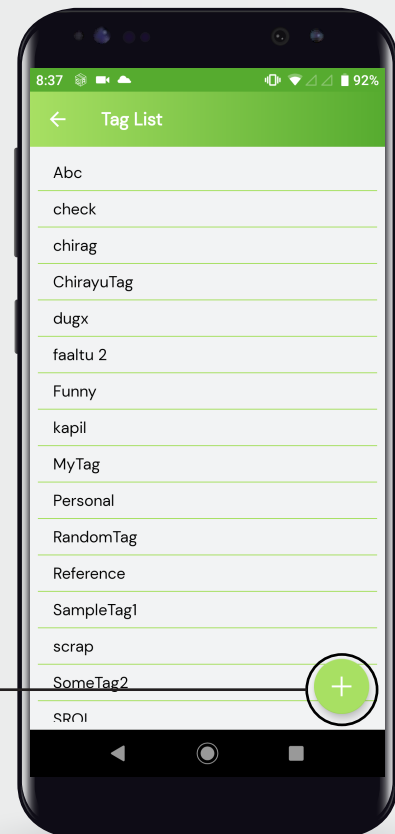 8:37 92%
Tag List
Abc
check
chirag
ChirayuTag
dugx
faaltu 2
Funny
kapil
MyTag
Personal
RandomTag
Reference
SampleTag1
scrap
SomeTag2